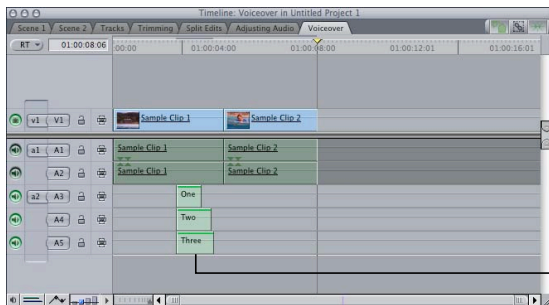 Timeline: Voiceover in Untitled Project 1
Scene 1 Scene 2 Tracks Trimming Split Edits Adjusting Audio Voiceover
RT 01:00:08:06 :00:00 01:00:04:00 01:00:08:00 01:00:12:01 01:00:16:01
v1 V1 Sample Clip 1 Sample Clip 2
a1 A1 Sample Clip 1 Sample Clip 2
A2 Sample Clip 1 Sample Clip 2
a2 A3 One
A4 Two
A5 Three